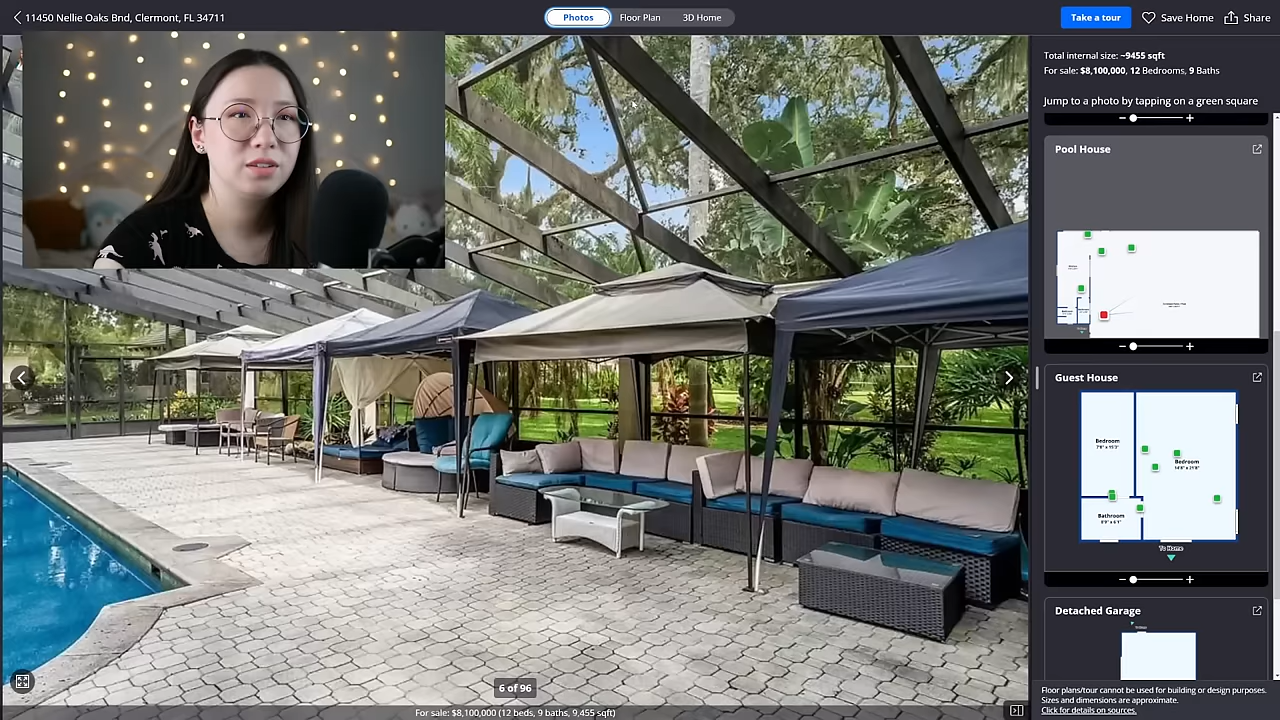 11450 Nellie Oaks Bnd, Clermont, FL 34711
Photos
Floor Plan
3D Home
Take a tour
Save Home
Share
Total internal size: ~9455 sqft
For sale: $8,100,000, 12 Bedrooms, 9 Baths
Jump to a photo by tapping on a green square
Pool House
Guest House
Bedroom
Bedroom
Bathroom
To Home
Detached Garage
6 of 96
For sale: $8,100,000 (12 beds, 9 baths, 9,455 sqft)
Floor plans/tour cannot be used for building or design purposes.
Sizes and dimensions are approximate.
Click for details on sources.